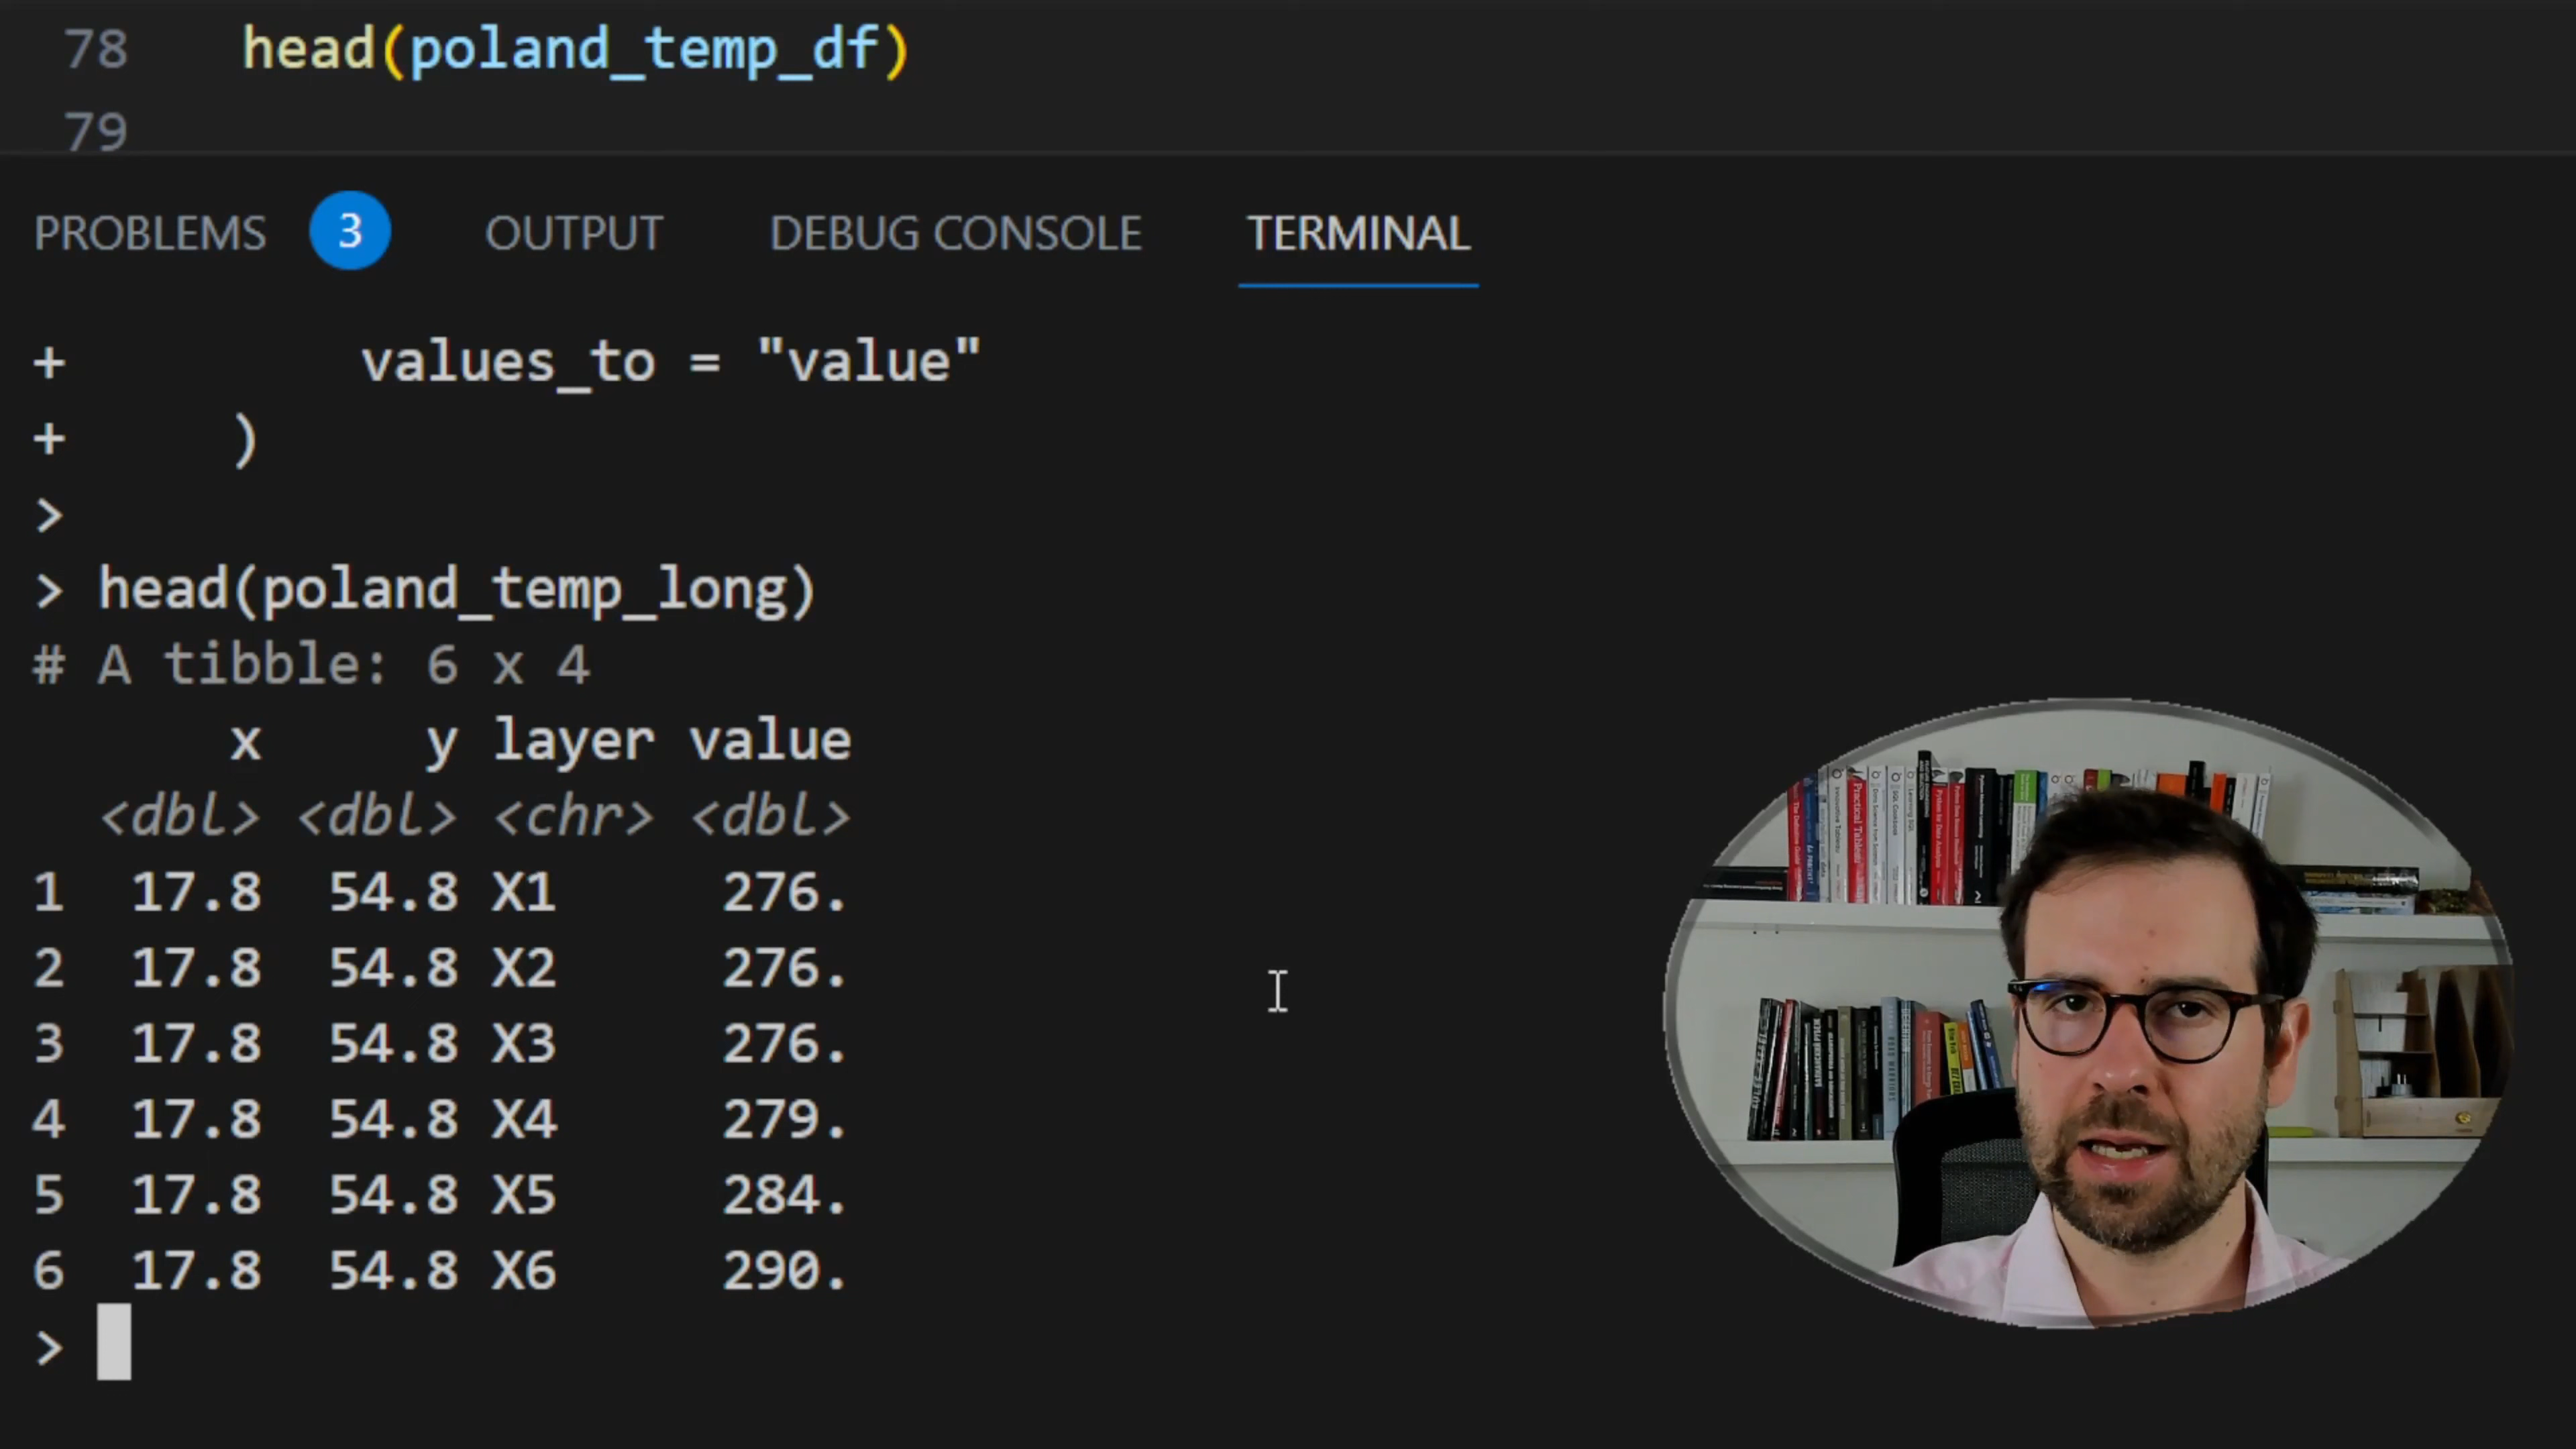 78 head(poland_temp_df)
79
PROBLEMS 3 OUTPUT DEBUG CONSOLE TERMINAL
+ values_to = "value"
+ )
>
> head(poland_temp_long)
# A tibble: 6 x 4
x y layer value
<dbl> <dbl> <chr> <dbl>
1 17.8 54.8 X1 276.
2 17.8 54.8 X2 276.
3 17.8 54.8 X3 276.
4 17.8 54.8 X4 279.
5 17.8 54.8 X5 284.
6 17.8 54.8 X6 290.
>